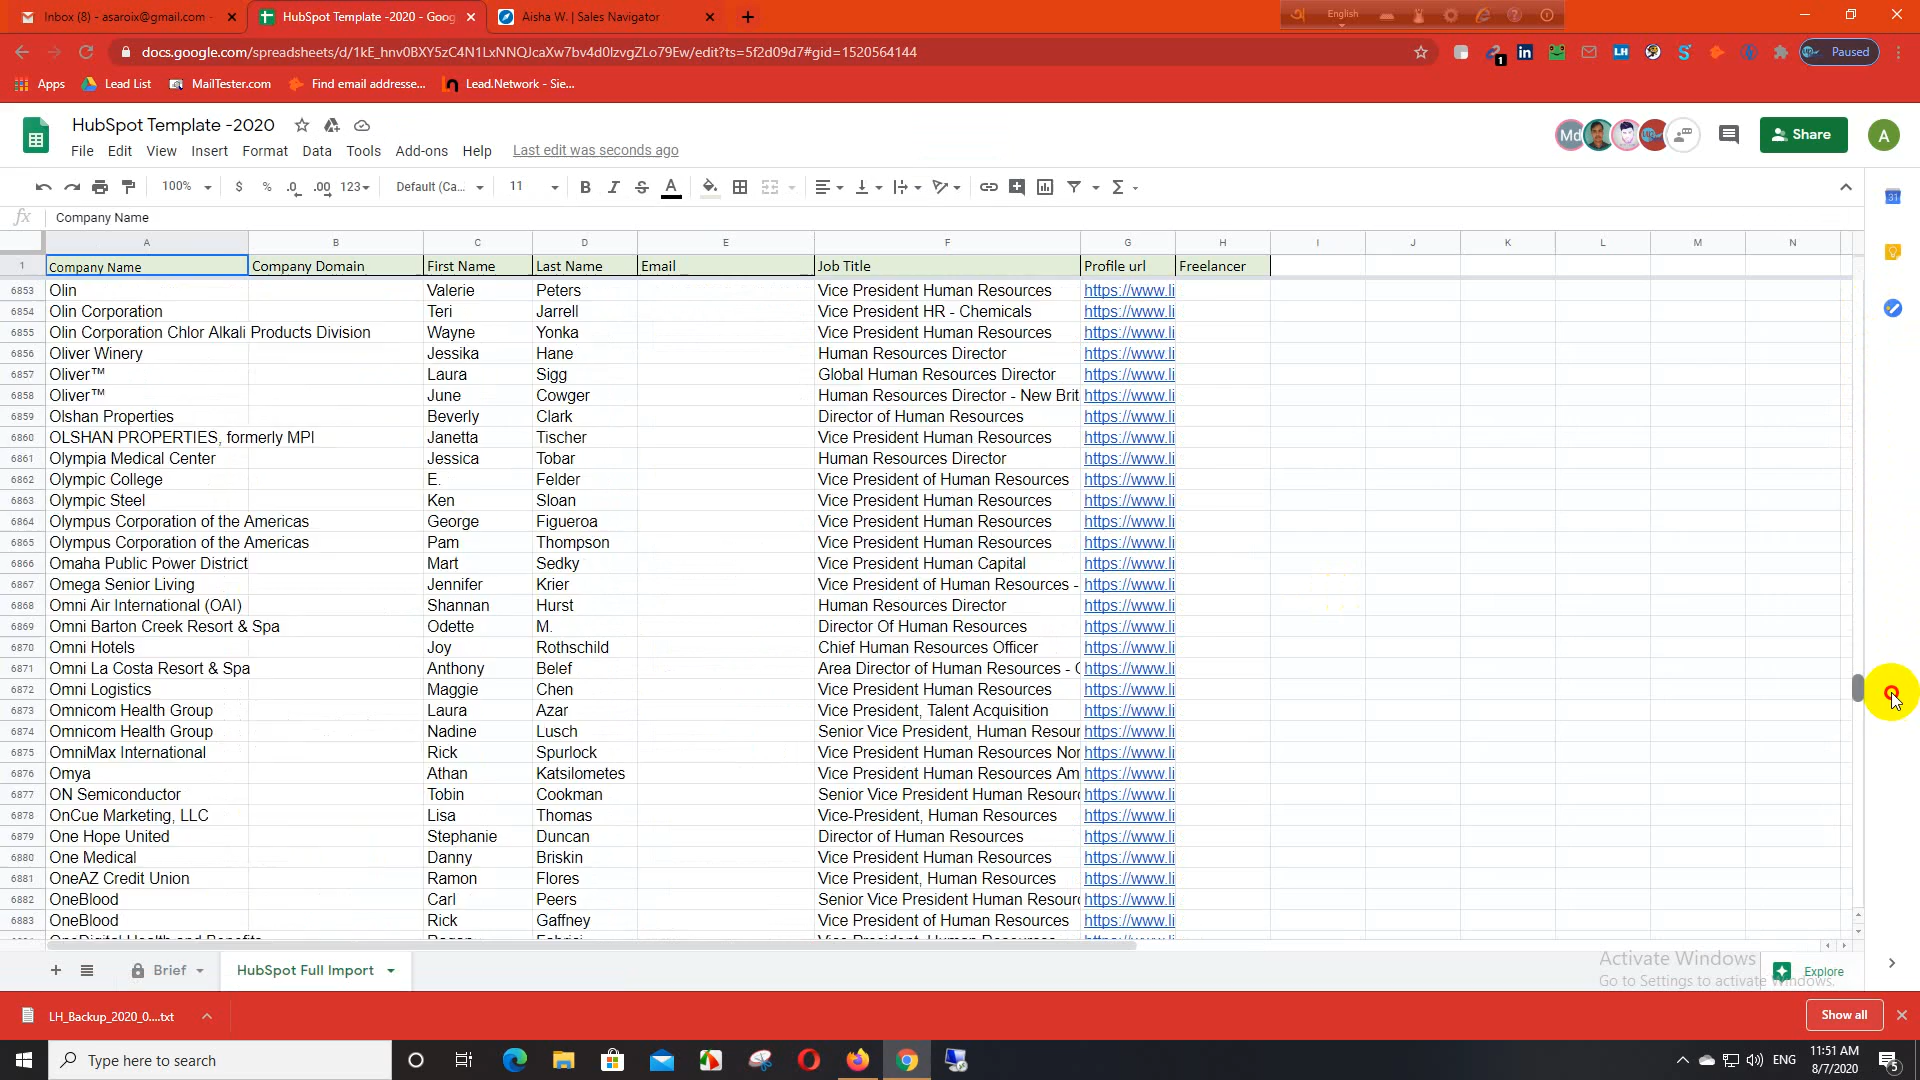 Inbox (8) - asaroix@gmail.com -
HubSpot Template -2020 - Goog
Aisha W. | Sales Navigator
English
docs.google.com/spreadsheets/d/1kE_hnv0BXY5zC4N1LxNNQJcaXw7bv4d0lzvgZLo79Ew/edit?ts=5f2d09d7#gid=1520564144
1
Paused
Apps
Lead List
MailTester.com
Find email addresse...
Lead.Network - Sie...
HubSpot Template -2020
Md
Share
A
File Edit View Insert Format Data Tools Add-ons Help Last edit was seconds ago
100% $ % .0 .00 123 Default (Ca... 11 B I S A
31
fx Company Name
A B C D E F G H I J K L M N
1 Company Name Company Domain First Name Last Name Email Job Title Profile url Freelancer
6853 Olin Valerie Peters Vice President Human Resources https://www.li
6854 Olin Corporation Teri Jarrell Vice President HR - Chemicals https://www.li
6855 Olin Corporation Chlor Alkali Products Division Wayne Yonka Vice President Human Resources https://www.li
6856 Oliver Winery Jessika Hane Human Resources Director https://www.li
6857 Oliver™ Laura Sigg Global Human Resources Director https://www.li
6858 Oliver™ June Cowger Human Resources Director - New Brit https://www.li
6859 Olshan Properties Beverly Clark Director of Human Resources https://www.li
6860 OLSHAN PROPERTIES, formerly MPI Janetta Tischer Vice President Human Resources https://www.li
6861 Olympia Medical Center Jessica Tobar Human Resources Director https://www.li
6862 Olympic College E. Felder Vice President of Human Resources https://www.li
6863 Olympic Steel Ken Sloan Vice President Human Resources https://www.li
6864 Olympus Corporation of the Americas George Figueroa Vice President Human Resources https://www.li
6865 Olympus Corporation of the Americas Pam Thompson Vice President Human Resources https://www.li
6866 Omaha Public Power District Mart Sedky Vice President Human Capital https://www.li
6867 Omega Senior Living Jennifer Krier Vice President of Human Resources - https://www.li
6868 Omni Air International (OAI) Shannan Hurst Human Resources Director https://www.li
6869 Omni Barton Creek Resort & Spa Odette M. Director Of Human Resources https://www.li
6870 Omni Hotels Joy Rothschild Chief Human Resources Officer https://www.li
6871 Omni La Costa Resort & Spa Anthony Belef Area Director of Human Resources - https://www.li
6872 Omni Logistics Maggie Chen Vice President Human Resources https://www.li
6873 Omnicom Health Group Laura Azar Vice President, Talent Acquisition https://www.li
6874 Omnicom Health Group Nadine Lusch Senior Vice President, Human Resour https://www.li
6875 OmniMax International Rick Spurlock Vice President Human Resources Nor https://www.li
6876 Omya Athan Katsilometes Vice President Human Resources Am https://www.li
6877 ON Semiconductor Tobin Cookman Senior Vice President Human Resourc https://www.li
6878 OnCue Marketing, LLC Lisa Thomas Vice-President, Human Resources https://www.li
6879 One Hope United Stephanie Duncan Director of Human Resources https://www.li
6880 One Medical Danny Briskin Vice President Human Resources https://www.li
6881 OneAZ Credit Union Ramon Flores Vice President, Human Resources https://www.li
6882 OneBlood Carl Peers Senior Vice President Human Resourc https://www.li
6883 OneBlood Rick Gaffney Vice President of Human Resources https://www.li
Brief
HubSpot Full Import
Activate Windows
Go to Settings to activate Windows.
Explore
LH_Backup_2020_0....txt
Show all
Type here to search
ENG
11:51 AM
8/7/2020
5